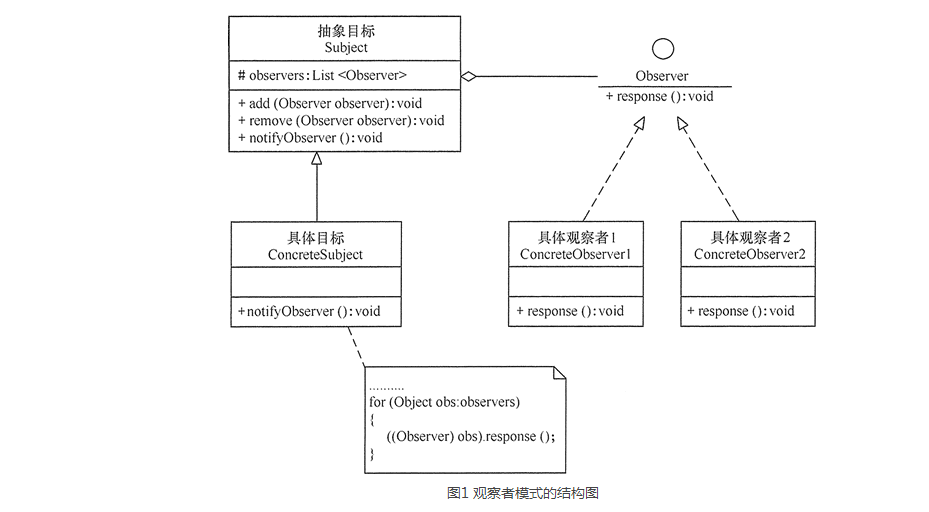 抽象目标
Subject
# observers:List <Observer>
+ add (Observer observer):void
+ remove (Observer observer):void
+ notifyObserver ():void
Observer
+ response ():void
具体目标
ConcreteSubject
+notifyObserver ():void
具体观察者1
ConcreteObserver1
+ response ():void
具体观察者2
ConcreteObserver2
+ response ():void
..........
for (Object obs:observers)
{
((Observer) obs).response ();
}
图1 观察者模式的结构图